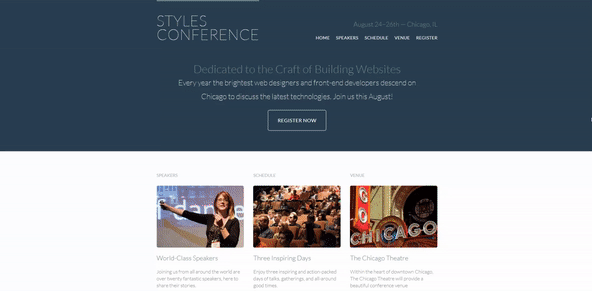 STYLES
CONFERENCE
August 24–26th — Chicago, IL
HOME SPEAKERS SCHEDULE VENUE REGISTER
Dedicated to the Craft of Building Websites
Every year the brightest web designers and front-end developers descend on
Chicago to discuss the latest technologies. Join us this August!
REGISTER NOW
SPEAKERS
World-Class Speakers
Joining us from all around the world are
over twenty fantastic speakers, here to
share their stories.
SCHEDULE
Three Inspiring Days
Enjoy three inspiring and action-packed
days of talks, gatherings, and all-around
good times.
VENUE
CHICAGO
The Chicago Theatre
Within the heart of downtown Chicago,
The Chicago Theatre will provide a
beautiful conference venue.